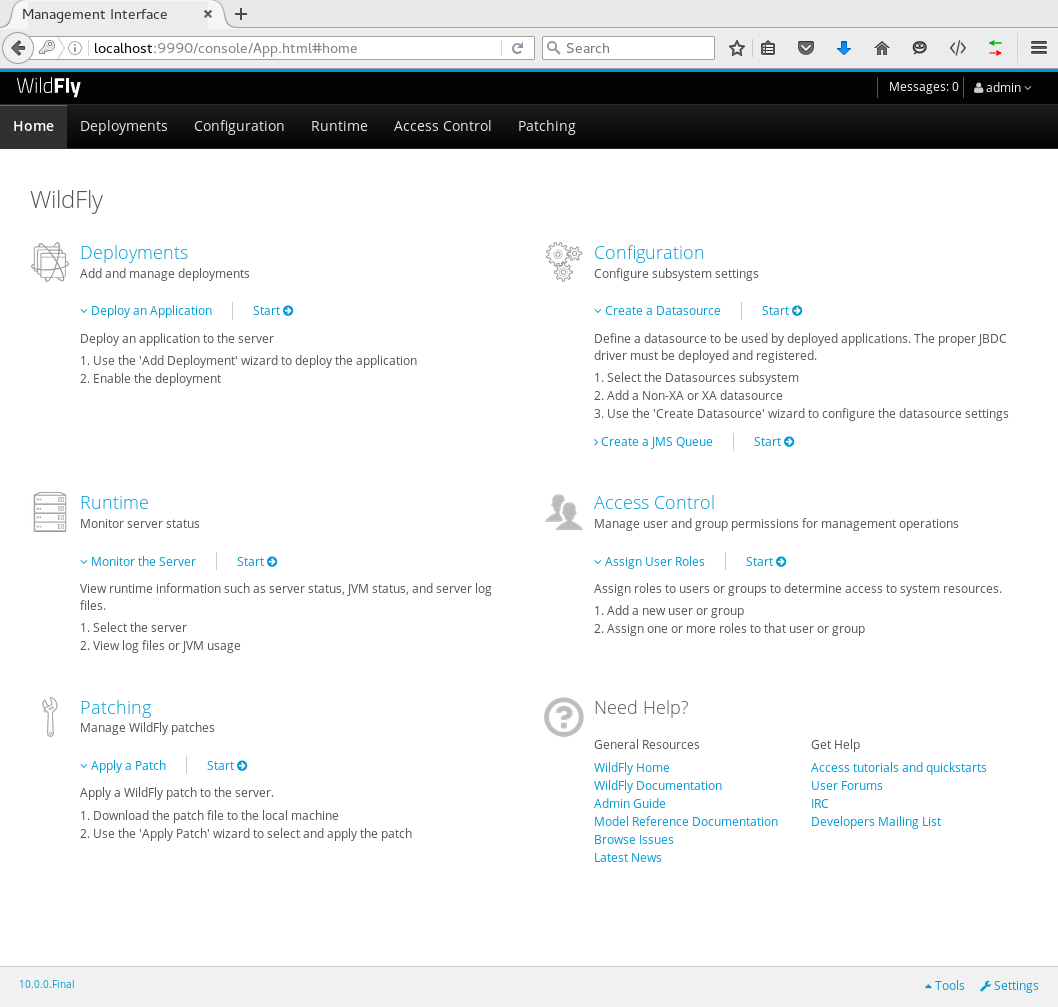 Management Interface
localhost:9990/console/App.html#home
Search
WildFly
Messages: 0
admin
Home
Deployments
Configuration
Runtime
Access Control
Patching
WildFly
Deployments
Add and manage deployments
Deploy an Application
Start
Deploy an application to the server
1. Use the 'Add Deployment' wizard to deploy the application
2. Enable the deployment
Configuration
Configure subsystem settings
Create a Datasource
Start
Define a datasource to be used by deployed applications. The proper JBDC
driver must be deployed and registered.
1. Select the Datasources subsystem
2. Add a Non-XA or XA datasource
3. Use the 'Create Datasource' wizard to configure the datasource settings
Create a JMS Queue
Start
Runtime
Monitor server status
Monitor the Server
Start
View runtime information such as server status, JVM status, and server log
files.
1. Select the server
2. View log files or JVM usage
Access Control
Manage user and group permissions for management operations
Assign User Roles
Start
Assign roles to users or groups to determine access to system resources.
1. Add a new user or group
2. Assign one or more roles to that user or group
Patching
Manage WildFly patches
Apply a Patch
Start
Apply a WildFly patch to the server.
1. Download the patch file to the local machine
2. Use the 'Apply Patch' wizard to select and apply the patch
Need Help?
General Resources
WildFly Home
WildFly Documentation
Admin Guide
Model Reference Documentation
Browse Issues
Latest News
Get Help
Access tutorials and quickstarts
User Forums
IRC
Developers Mailing List
10.0.0.Final
Tools
Settings